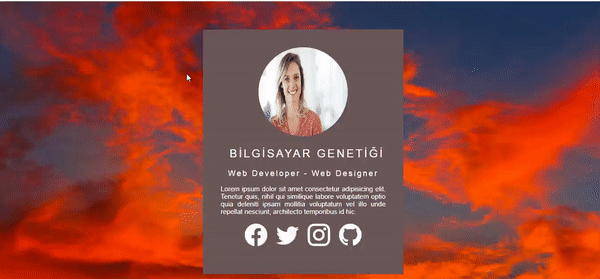 BİLGİSAYAR GENETİĞİ
Web Developer - Web Designer
Lorem ipsum dolor sit amet consectetur adipisicing elit.
Tenetur quis, nihil qui similique labore voluptatem optio
quia deleniti ipsam mollitia voluptatum vel illo unde
repellat nesciunt, architecto temporibus id hic.